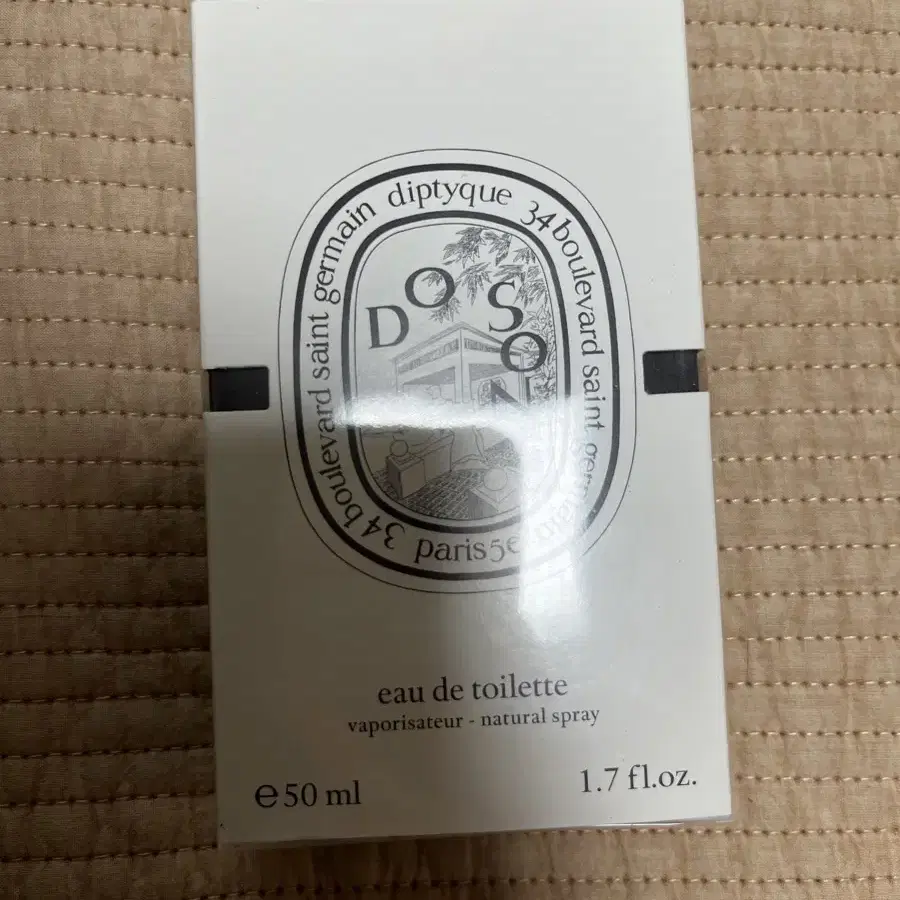 diptyque 34 boulevard saint
paris 5e
34 boulevard saint germain
DO SO
eau de toilette
vaporisateur - natural spray
e 50 ml
1.7 fl.oz.